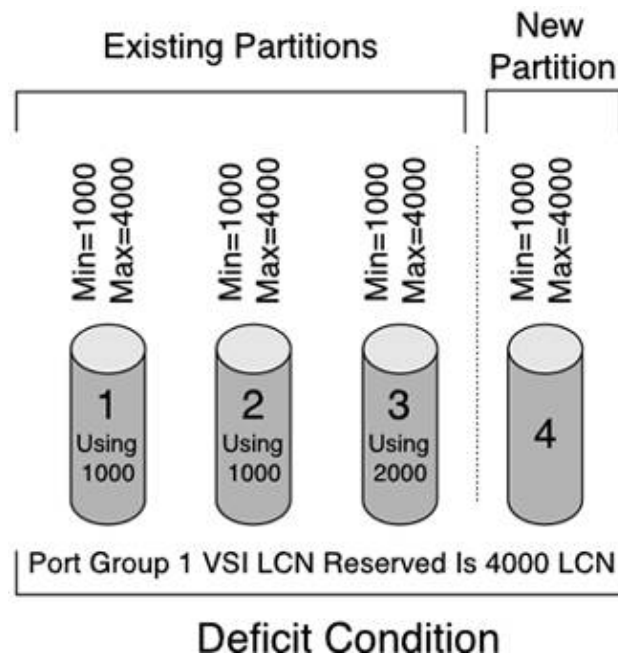 Existing Partitions
New
Partition
Min=1000
Max=4000
Min=1000
Max=4000
Min=1000
Max=4000
Min=1000
Max=4000
1
Using
1000
2
Using
1000
3
Using
2000
4
Port Group 1 VSI LCN Reserved Is 4000 LCN
Deficit Condition